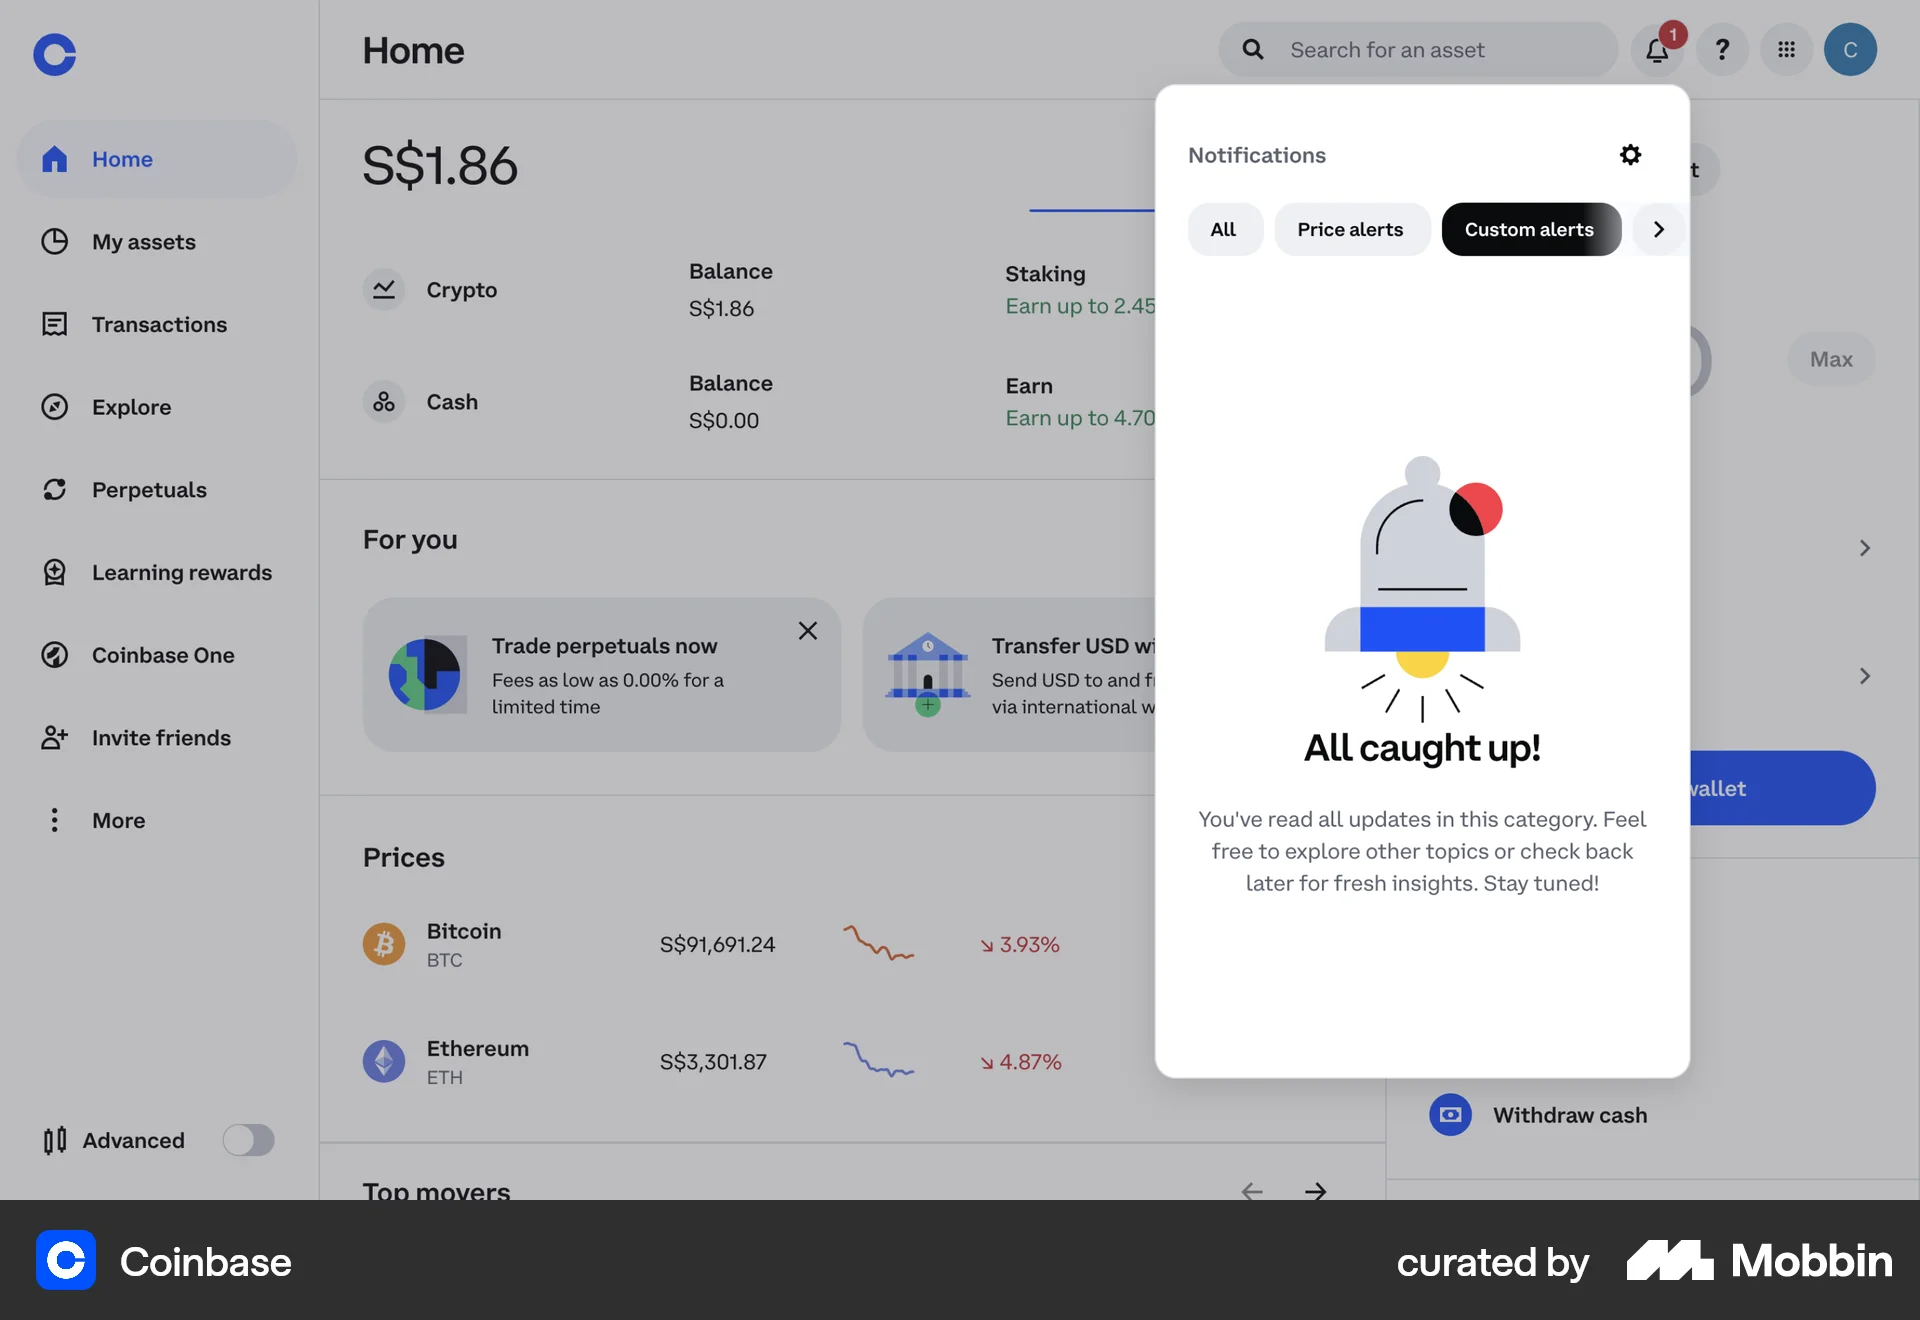 Home
Search for an asset
1
?
C
Home
My assets
Transactions
Explore
Perpetuals
Learning rewards
Coinbase One
Invite friends
More
Advanced
S$1.86
Crypto
Balance
S$1.86
Staking
Earn up to 2.45
Cash
Balance
S$0.00
Earn
Earn up to 4.70
For you
Trade perpetuals now
Fees as low as 0.00% for a
limited time
Transfer USD wi
Send USD to and f
via international w
Prices
Bitcoin
BTC
S$91,691.24
3.93%
Ethereum
ETH
S$3,301.87
4.87%
Top movers
Notifications
All
Price alerts
Custom alerts
All caught up!
You've read all updates in this category. Feel
free to explore other topics or check back
later for fresh insights. Stay tuned!
t
Max
wallet
Withdraw cash
Coinbase
curated by
Mobbin